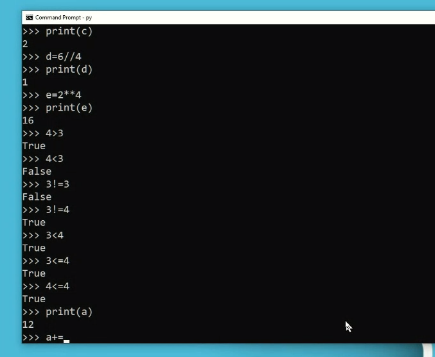 Command Prompt - py
>>> print(c)
2
>>> d=6//4
>>> print(d)
1
>>> e=2**4
>>> print(e)
16
>>> 4>3
True
>>> 4<3
False
>>> 3!=3
False
>>> 3!=4
True
>>> 3<4
True
>>> 3<=4
True
>>> 4<=4
True
>>> print(a)
12
>>> a+=_